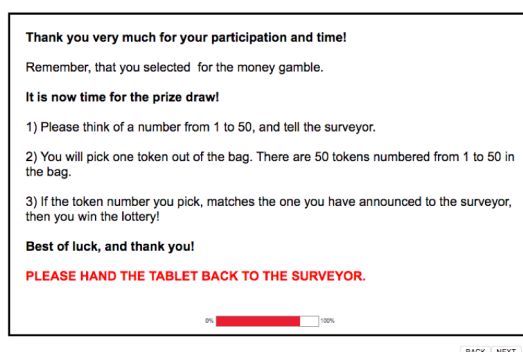 Thank you very much for your participation and time!
Remember, that you selected  for the money gamble.
It is now time for the prize draw!
1) Please think of a number from 1 to 50, and tell the surveyor.
2) You will pick one token out of the bag. There are 50 tokens numbered from 1 to 50 in
the bag.
3) If the token number you pick, matches the one you have announced to the surveyor,
then you win the lottery!
Best of luck, and thank you!
PLEASE HAND THE TABLET BACK TO THE SURVEYOR.
0% 100%
BACK NEXT